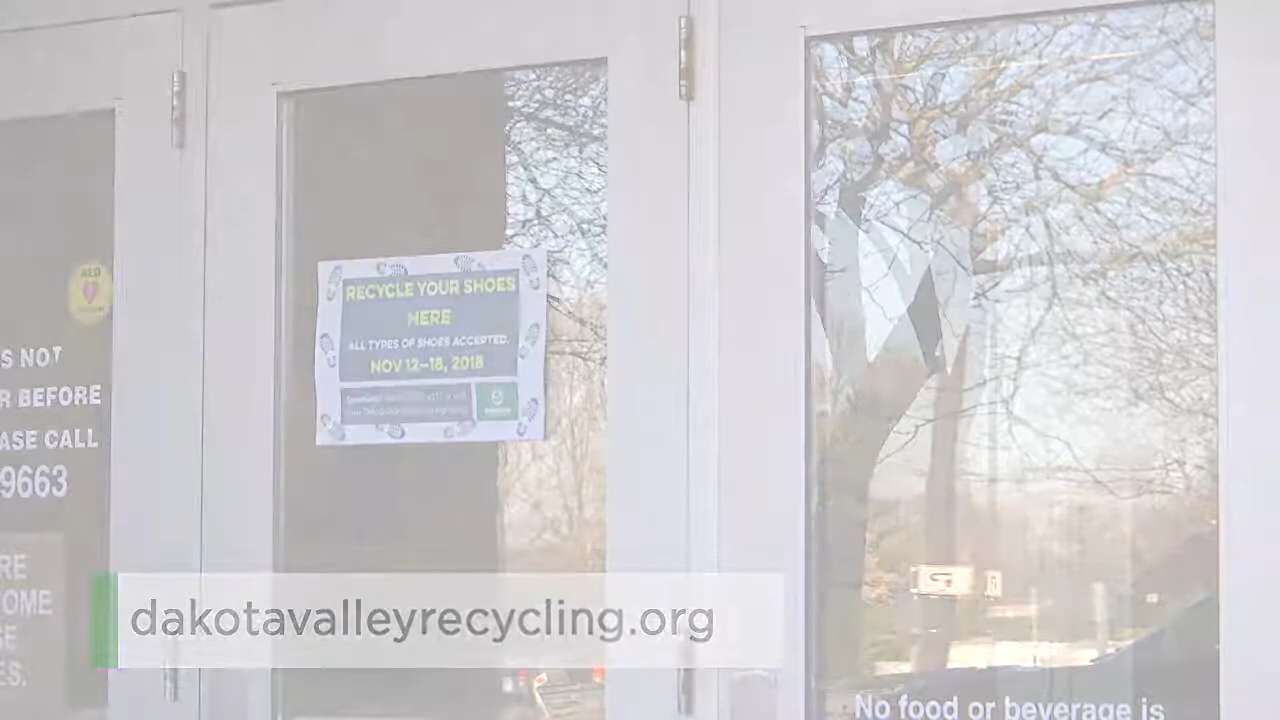 AED
S NOT
R BEFORE
ASE CALL
9663
RE
OME
SE
ES.
RECYCLE YOUR SHOES
HERE
ALL TYPES OF SHOES ACCEPTED.
NOV 12–18, 2018
dakotavalleyrecycling.org
No food or beverage is